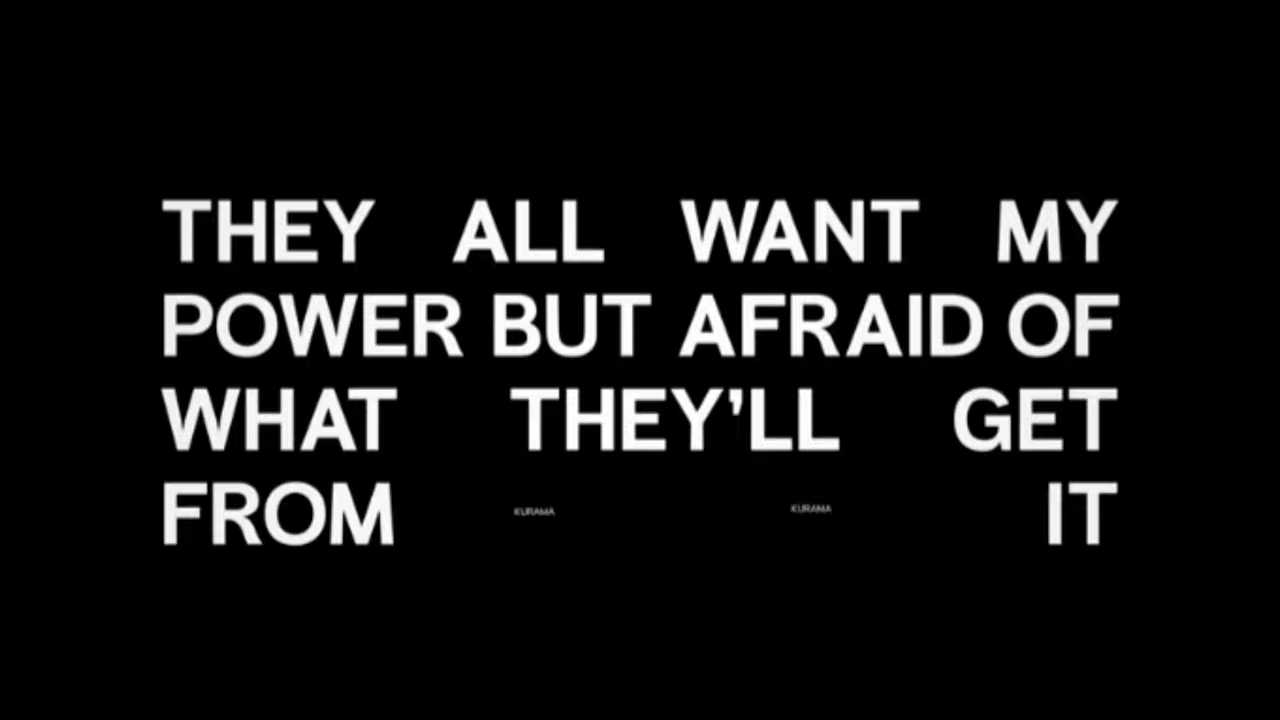 THEY ALL WANT MY
POWER BUT AFRAID OF
WHAT THEY'LL GET
FROM KURAMA KURAMA IT